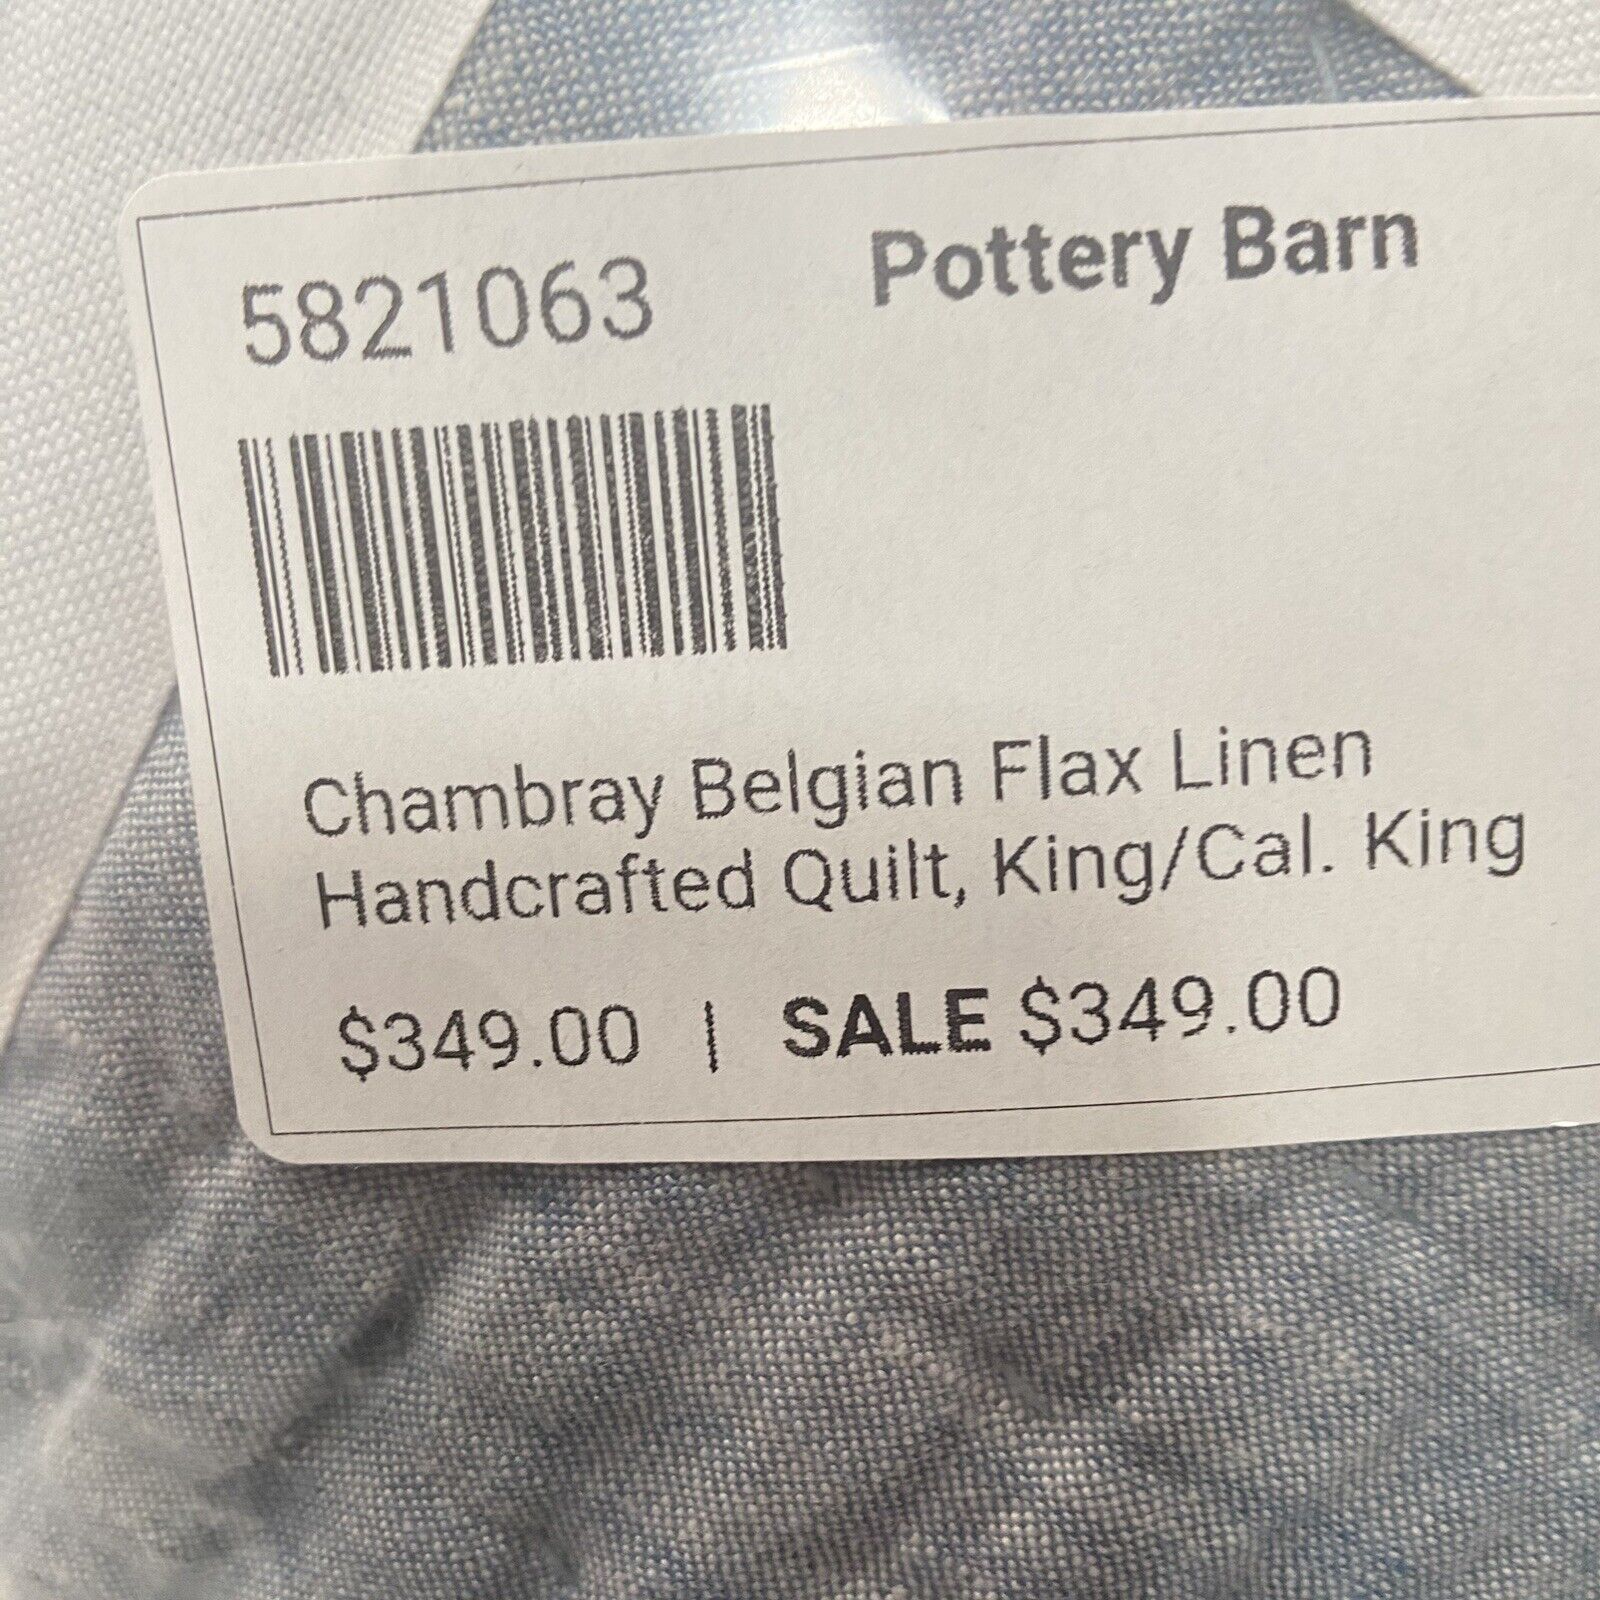 5821063
Pottery Barn
Chambray Belgian Flax Linen
Handcrafted Quilt, King/Cal. King
$349.00 | SALE $349.00